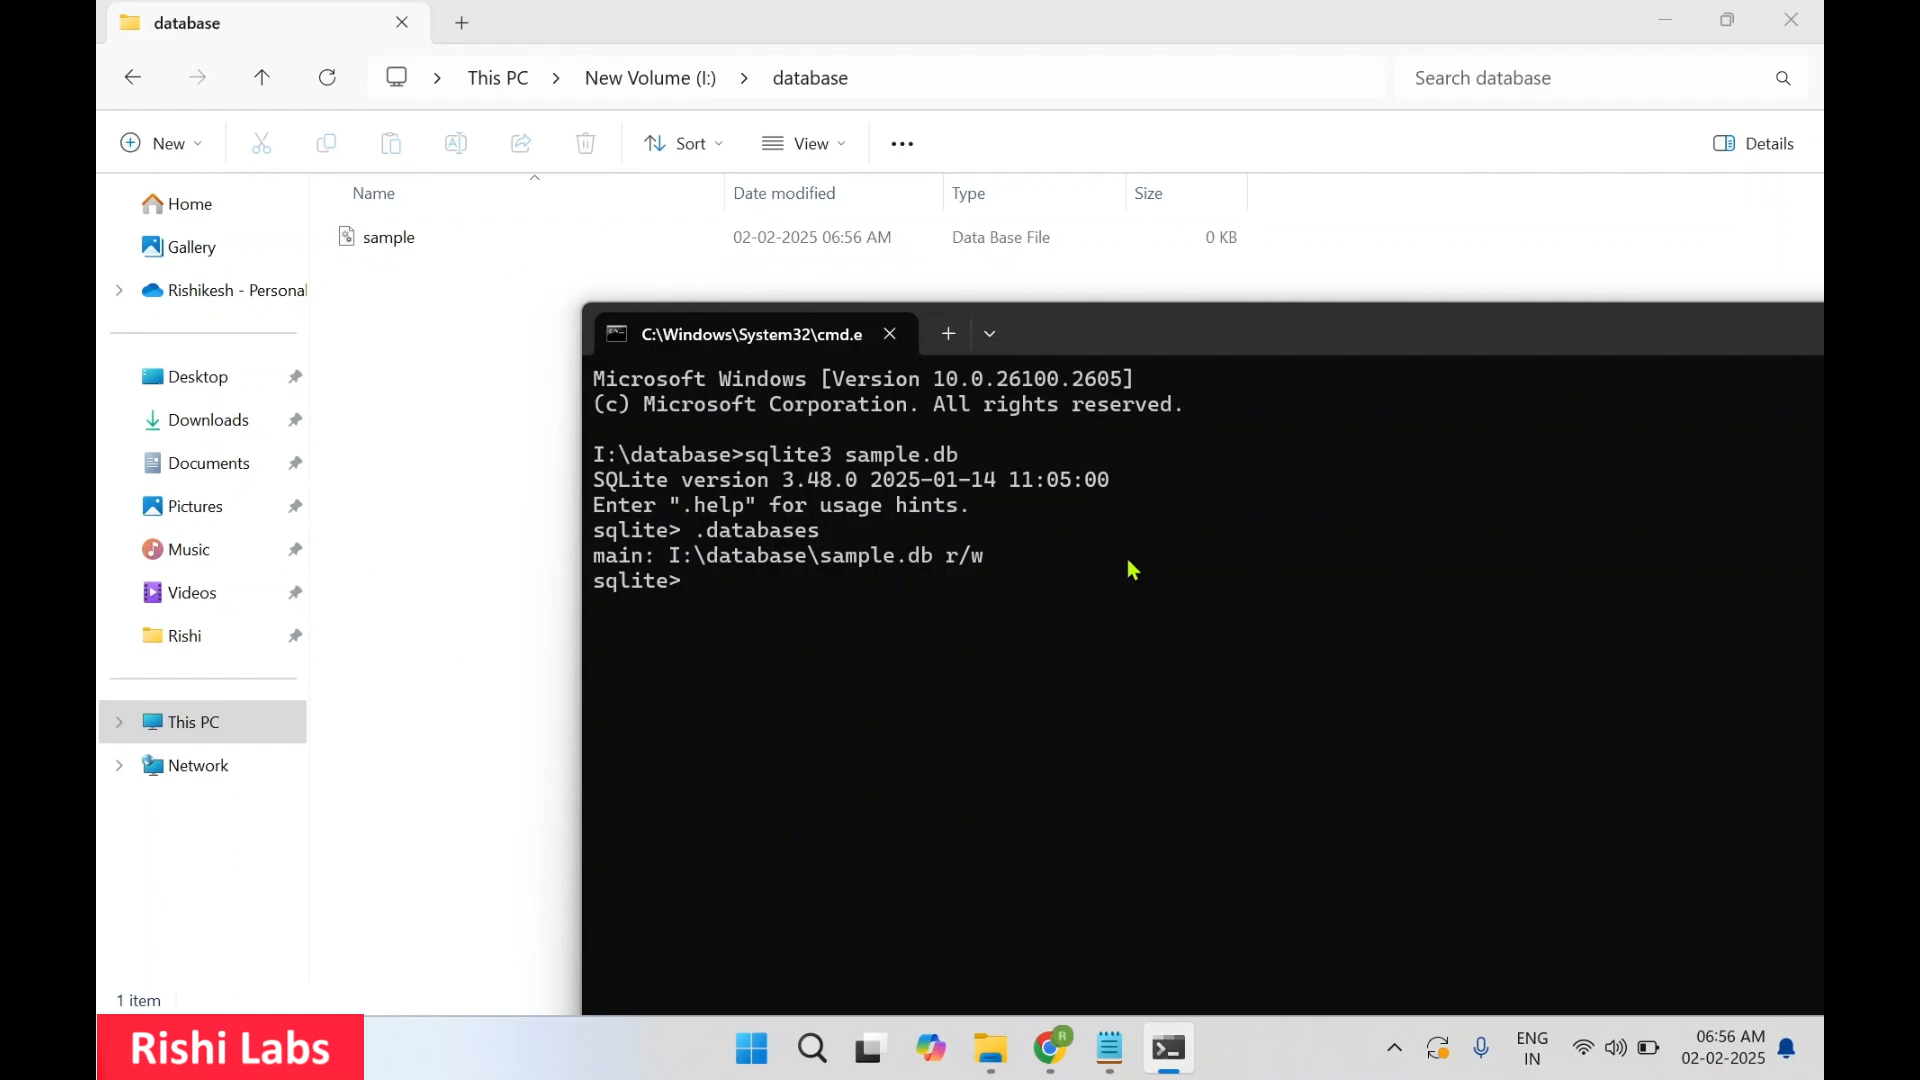 database
This PC > New Volume (I:) > database
Search database
New
Sort
View
Details
Name
Date modified
Type
Size
sample
02-02-2025 06:56 AM
Data Base File
0 KB
Home
Gallery
Rishikesh - Personal
Desktop
Downloads
Documents
Pictures
Music
Videos
Rishi
This PC
Network
1 item
C:\Windows\System32\cmd.e
Microsoft Windows [Version 10.0.26100.2605]
(c) Microsoft Corporation. All rights reserved.
I:\database>sqlite3 sample.db
SQLite version 3.48.0 2025-01-14 11:05:00
Enter ".help" for usage hints.
sqlite> .databases
main: I:\database\sample.db r/w
sqlite>
Rishi Labs
R
ENG
IN
06:56 AM
02-02-2025